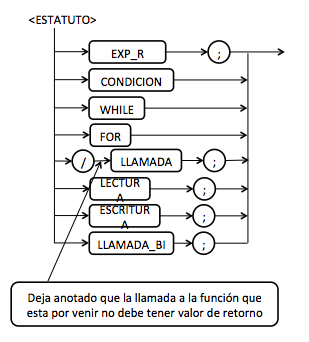 <ESTATUTO>
EXP_R ;
CONDICION
WHILE
FOR
/ LLAMADA ;
LECTUR
A ;
ESCRITUR
A ;
LLAMADA_BI ;
Deja anotado que la llamada a la función que
esta por venir no debe tener valor de retorno